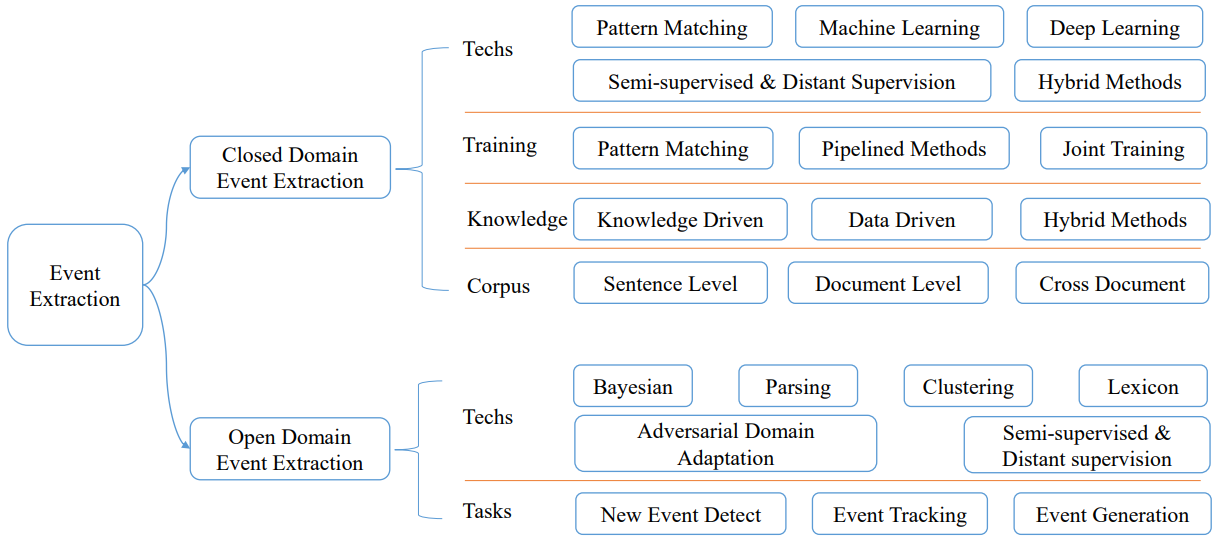 Event
Extraction
Closed Domain
Event Extraction
Techs
Pattern Matching
Machine Learning
Deep Learning
Semi-supervised & Distant Supervision
Hybrid Methods
Training
Pattern Matching
Pipelined Methods
Joint Training
Knowledge
Knowledge Driven
Data Driven
Hybrid Methods
Corpus
Sentence Level
Document Level
Cross Document
Open Domain
Event Extraction
Techs
Bayesian
Parsing
Clustering
Lexicon
Adversarial Domain
Adaptation
Semi-supervised &
Distant supervision
Tasks
New Event Detect
Event Tracking
Event Generation